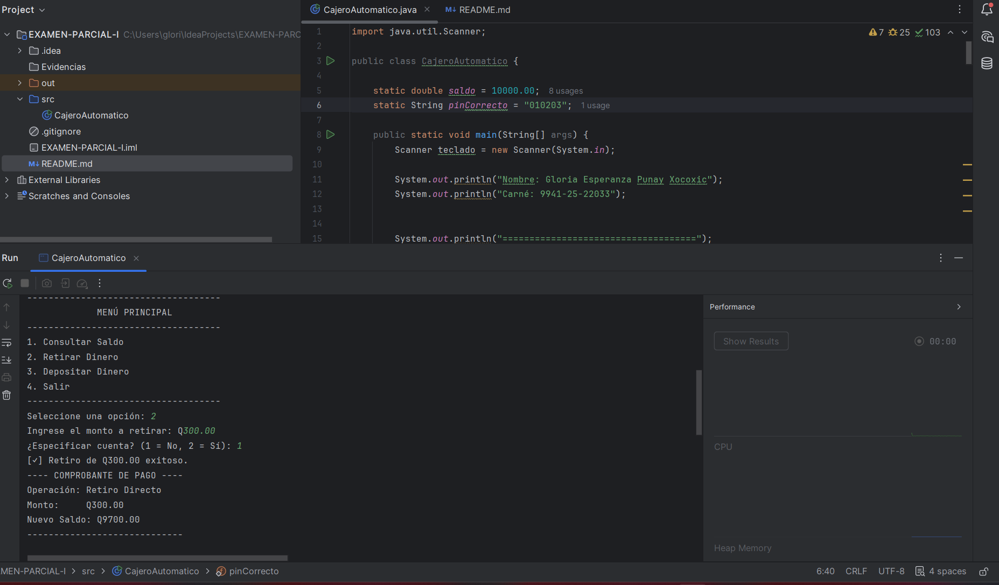 Project
EXAMEN-PARCIAL-I C:\Users\glori\IdeaProjects\EXAMEN-PARC
.idea
Evidencias
out
src
CajeroAutomatico
.gitignore
EXAMEN-PARCIAL-I.iml
M↓ README.md
External Libraries
Scratches and Consoles
CajeroAutomatico.java
M↓ README.md
7 25 103
1 import java.util.Scanner;
2
3 public class CajeroAutomatico {
4
5 static double saldo = 10000.00; 8 usages
6 static String pinCorrecto = "010203"; 1 usage
7
8 public static void main(String[] args) {
9 Scanner teclado = new Scanner(System.in);
10
11 System.out.println("Nombre: Gloria Esperanza Punay Xocoxic");
12 System.out.println("Carné: 9941-25-22033");
13
14
15 System.out.println("====================================");
Run CajeroAutomatico
------------------------------------
MENÚ PRINCIPAL
------------------------------------
1. Consultar Saldo
2. Retirar Dinero
3. Depositar Dinero
4. Salir
------------------------------------
Seleccione una opción: 2
Ingrese el monto a retirar: Q300.00
¿Especificar cuenta? (1 = No, 2 = Sí): 1
[✓] Retiro de Q300.00 exitoso.
---- COMPROBANTE DE PAGO ----
Operación: Retiro Directo
Monto: Q300.00
Nuevo Saldo: Q9700.00
-----------------------------
Performance
Show Results 00:00
CPU
Heap Memory
MEN-PARCIAL-I > src > CajeroAutomatico > pinCorrecto
6:40 CRLF UTF-8 4 spaces